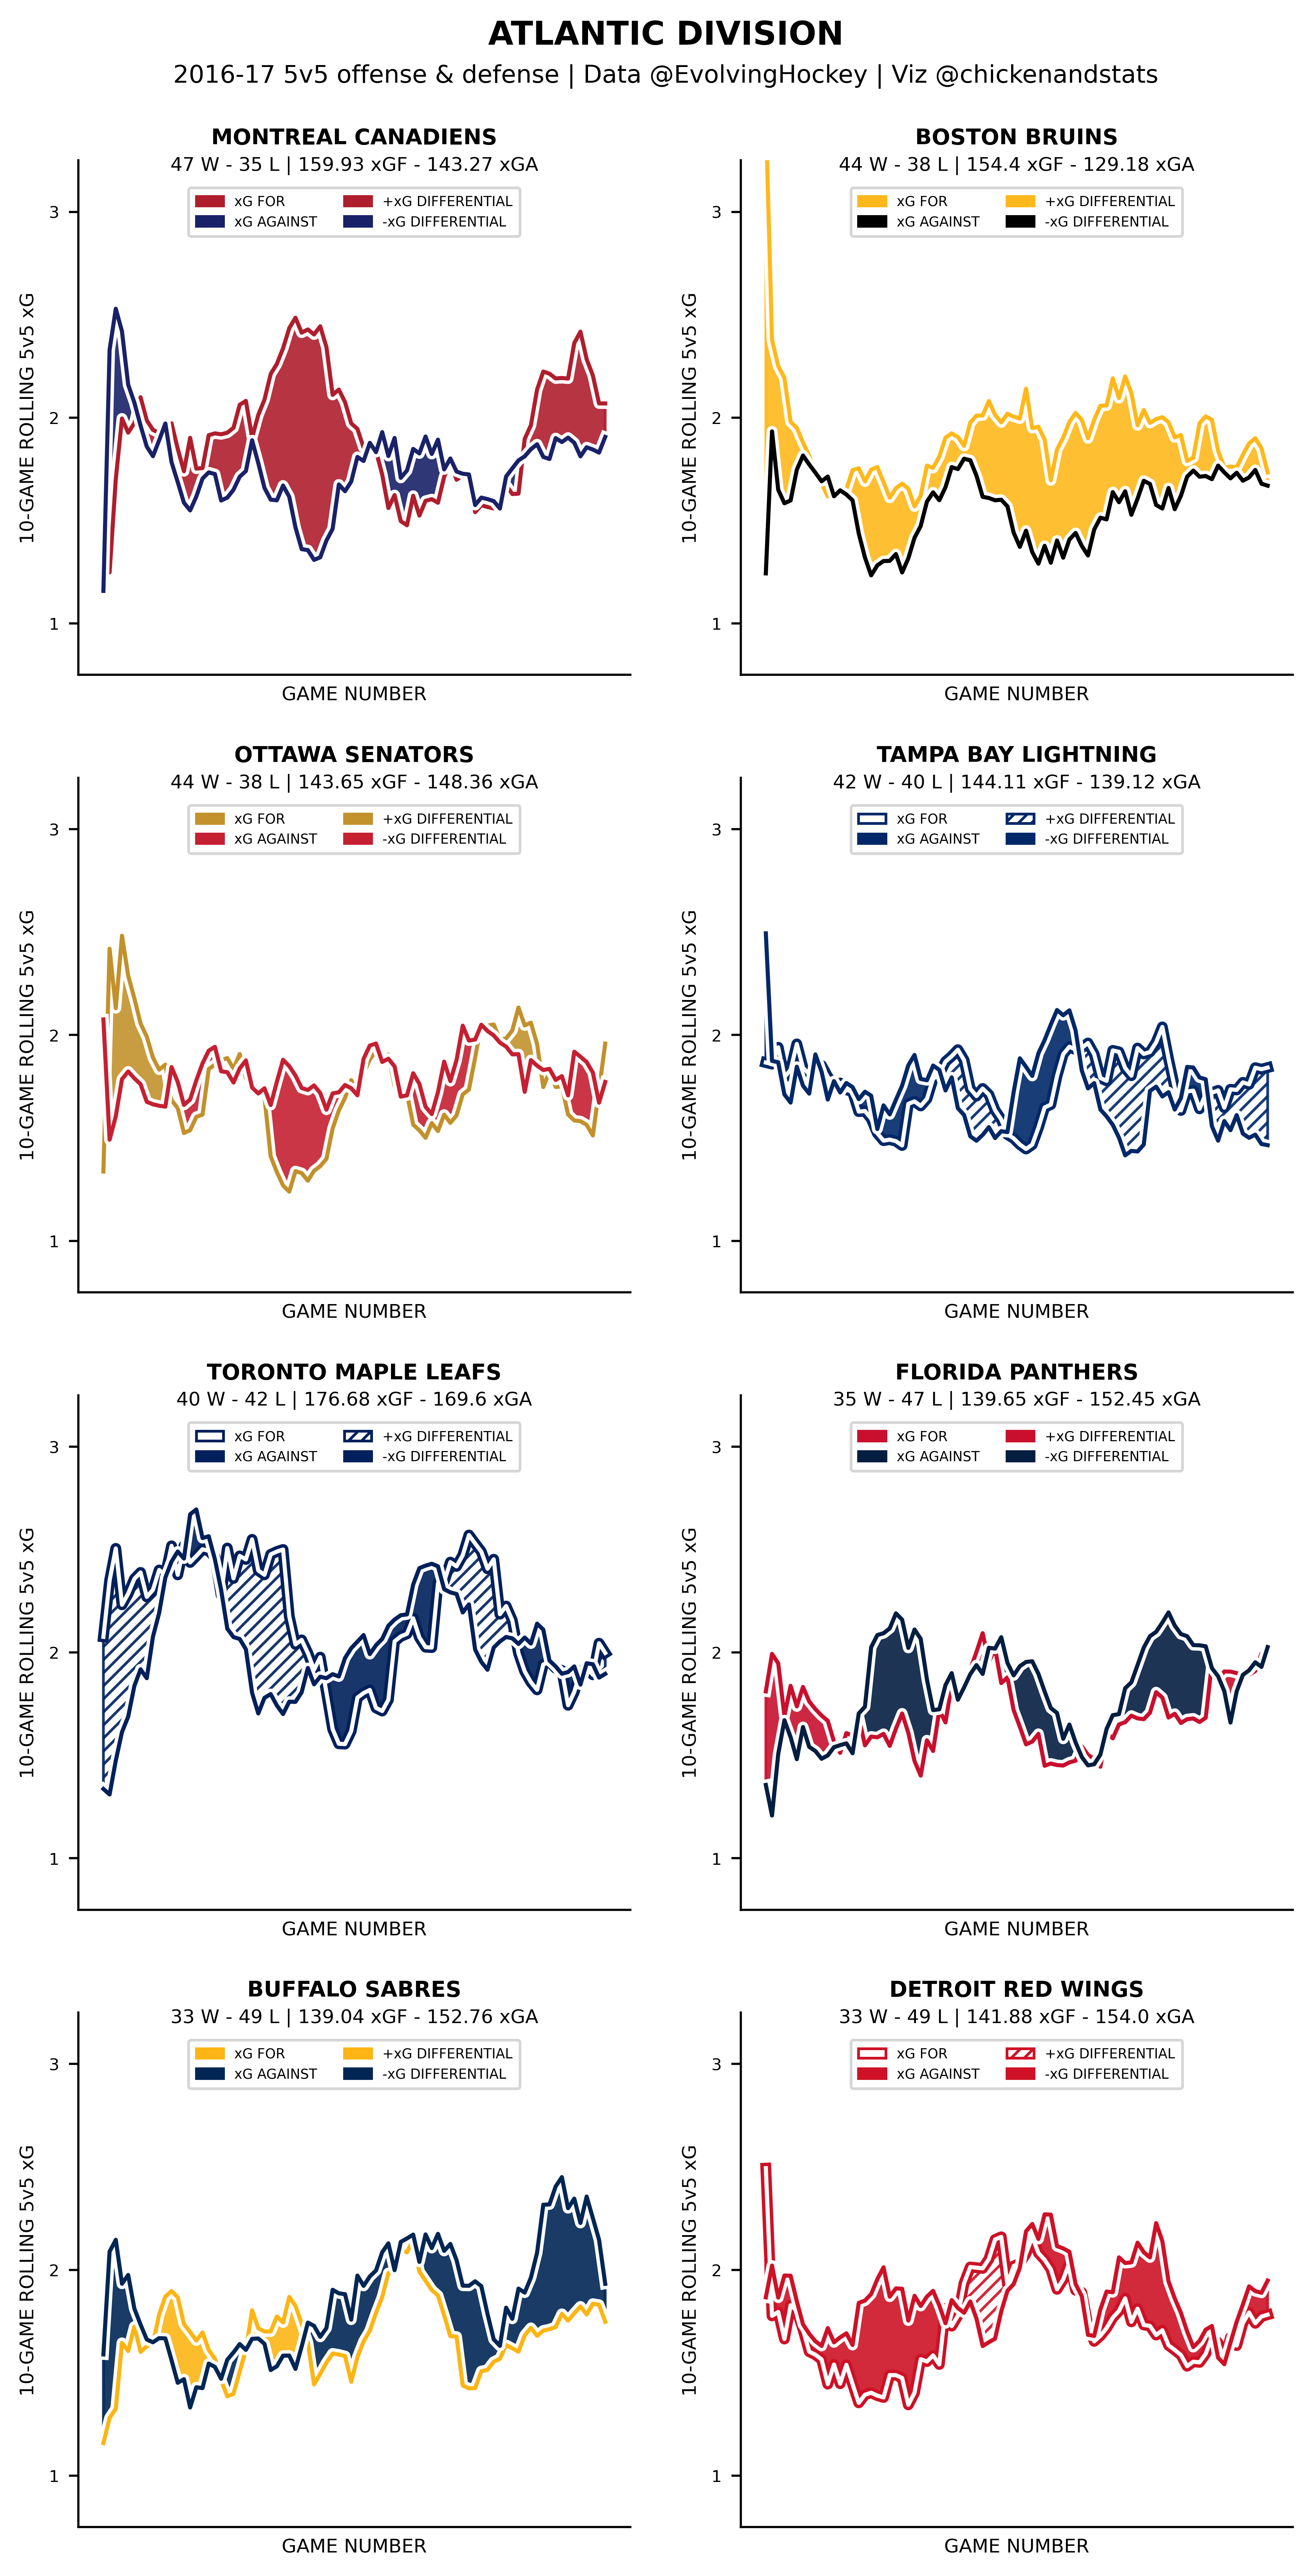 ATLANTIC DIVISION
2016-17 5v5 offense & defense | Data @EvolvingHockey | Viz @chickenandstats
MONTREAL CANADIENS
47 W - 35 L | 159.93 xGF - 143.27 xGA
xG FOR
xG AGAINST
+xG DIFFERENTIAL
-xG DIFFERENTIAL
3
2
1
10-GAME ROLLING 5v5 xG
GAME NUMBER
BOSTON BRUINS
44 W - 38 L | 154.4 xGF - 129.18 xGA
xG FOR
xG AGAINST
+xG DIFFERENTIAL
-xG DIFFERENTIAL
3
2
1
10-GAME ROLLING 5v5 xG
GAME NUMBER
OTTAWA SENATORS
44 W - 38 L | 143.65 xGF - 148.36 xGA
xG FOR
xG AGAINST
+xG DIFFERENTIAL
-xG DIFFERENTIAL
3
2
1
10-GAME ROLLING 5v5 xG
GAME NUMBER
TAMPA BAY LIGHTNING
42 W - 40 L | 144.11 xGF - 139.12 xGA
xG FOR
xG AGAINST
+xG DIFFERENTIAL
-xG DIFFERENTIAL
3
2
1
10-GAME ROLLING 5v5 xG
GAME NUMBER
TORONTO MAPLE LEAFS
40 W - 42 L | 176.68 xGF - 169.6 xGA
xG FOR
xG AGAINST
+xG DIFFERENTIAL
-xG DIFFERENTIAL
3
2
1
10-GAME ROLLING 5v5 xG
GAME NUMBER
FLORIDA PANTHERS
35 W - 47 L | 139.65 xGF - 152.45 xGA
xG FOR
xG AGAINST
+xG DIFFERENTIAL
-xG DIFFERENTIAL
3
2
1
10-GAME ROLLING 5v5 xG
GAME NUMBER
BUFFALO SABRES
33 W - 49 L | 139.04 xGF - 152.76 xGA
xG FOR
xG AGAINST
+xG DIFFERENTIAL
-xG DIFFERENTIAL
3
2
1
10-GAME ROLLING 5v5 xG
GAME NUMBER
DETROIT RED WINGS
33 W - 49 L | 141.88 xGF - 154.0 xGA
xG FOR
xG AGAINST
+xG DIFFERENTIAL
-xG DIFFERENTIAL
3
2
1
10-GAME ROLLING 5v5 xG
GAME NUMBER